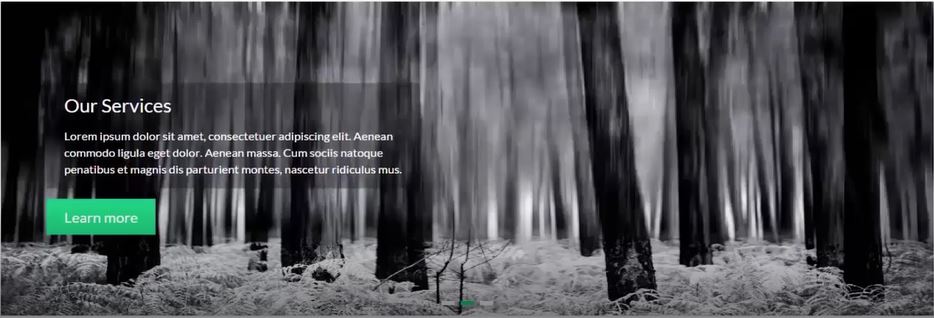 Our Services
Lorem ipsum dolor sit amet, consectetuer adipiscing elit. Aenean
commodo ligula eget dolor. Aenean massa. Cum sociis natoque
penatibus et magnis dis parturient montes, nascetur ridiculus mus.
Learn more